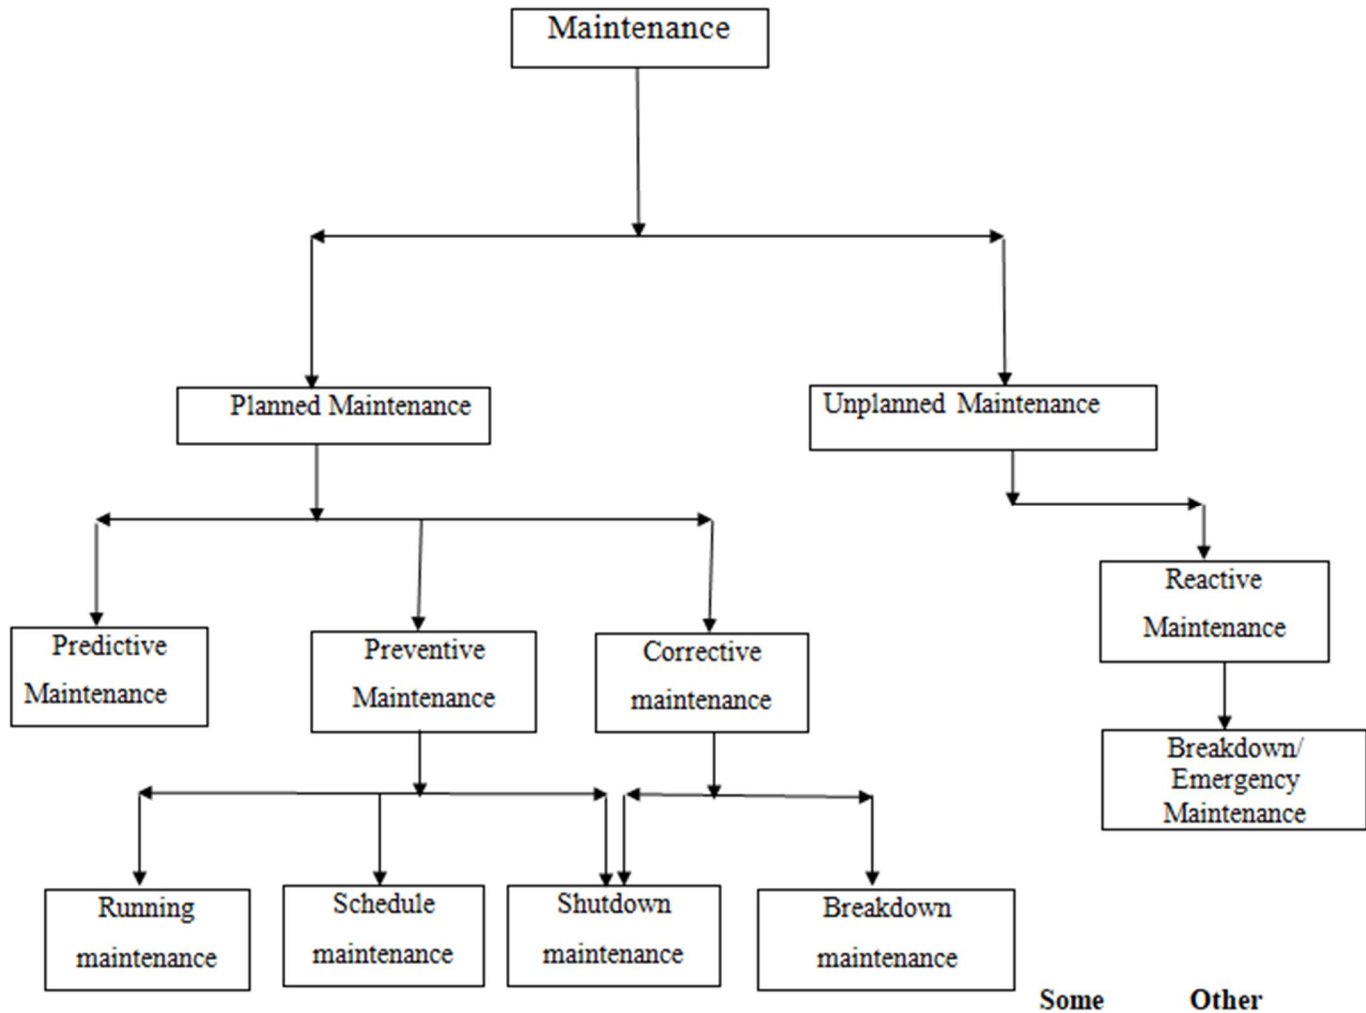 Maintenance
Planned Maintenance
Unplanned Maintenance
Predictive
Maintenance
Preventive
Maintenance
Corrective
maintenance
Reactive
Maintenance
Breakdown/
Emergency
Maintenance
Running
maintenance
Schedule
maintenance
Shutdown
maintenance
Breakdown
maintenance
Some Other